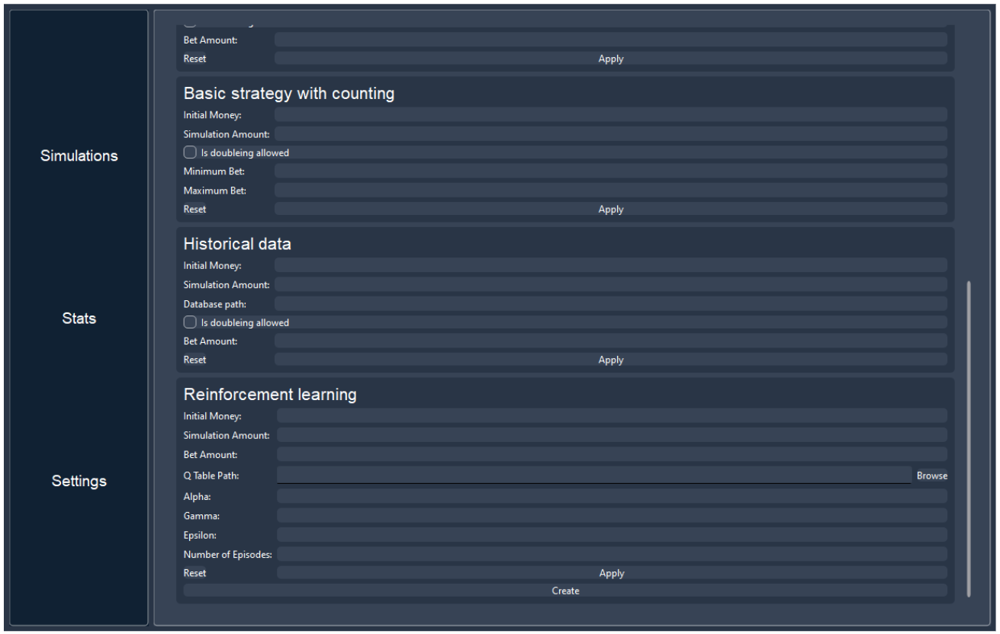 Simulations
Stats
Settings
Bet Amount:
Reset Apply
Basic strategy with counting
Initial Money:
Simulation Amount:
Is doubleing allowed
Minimum Bet:
Maximum Bet:
Reset Apply
Historical data
Initial Money:
Simulation Amount:
Database path:
Is doubleing allowed
Bet Amount:
Reset Apply
Reinforcement learning
Initial Money:
Simulation Amount:
Bet Amount:
Q Table Path: Browse
Alpha:
Gamma:
Epsilon:
Number of Episodes:
Reset Apply
Create